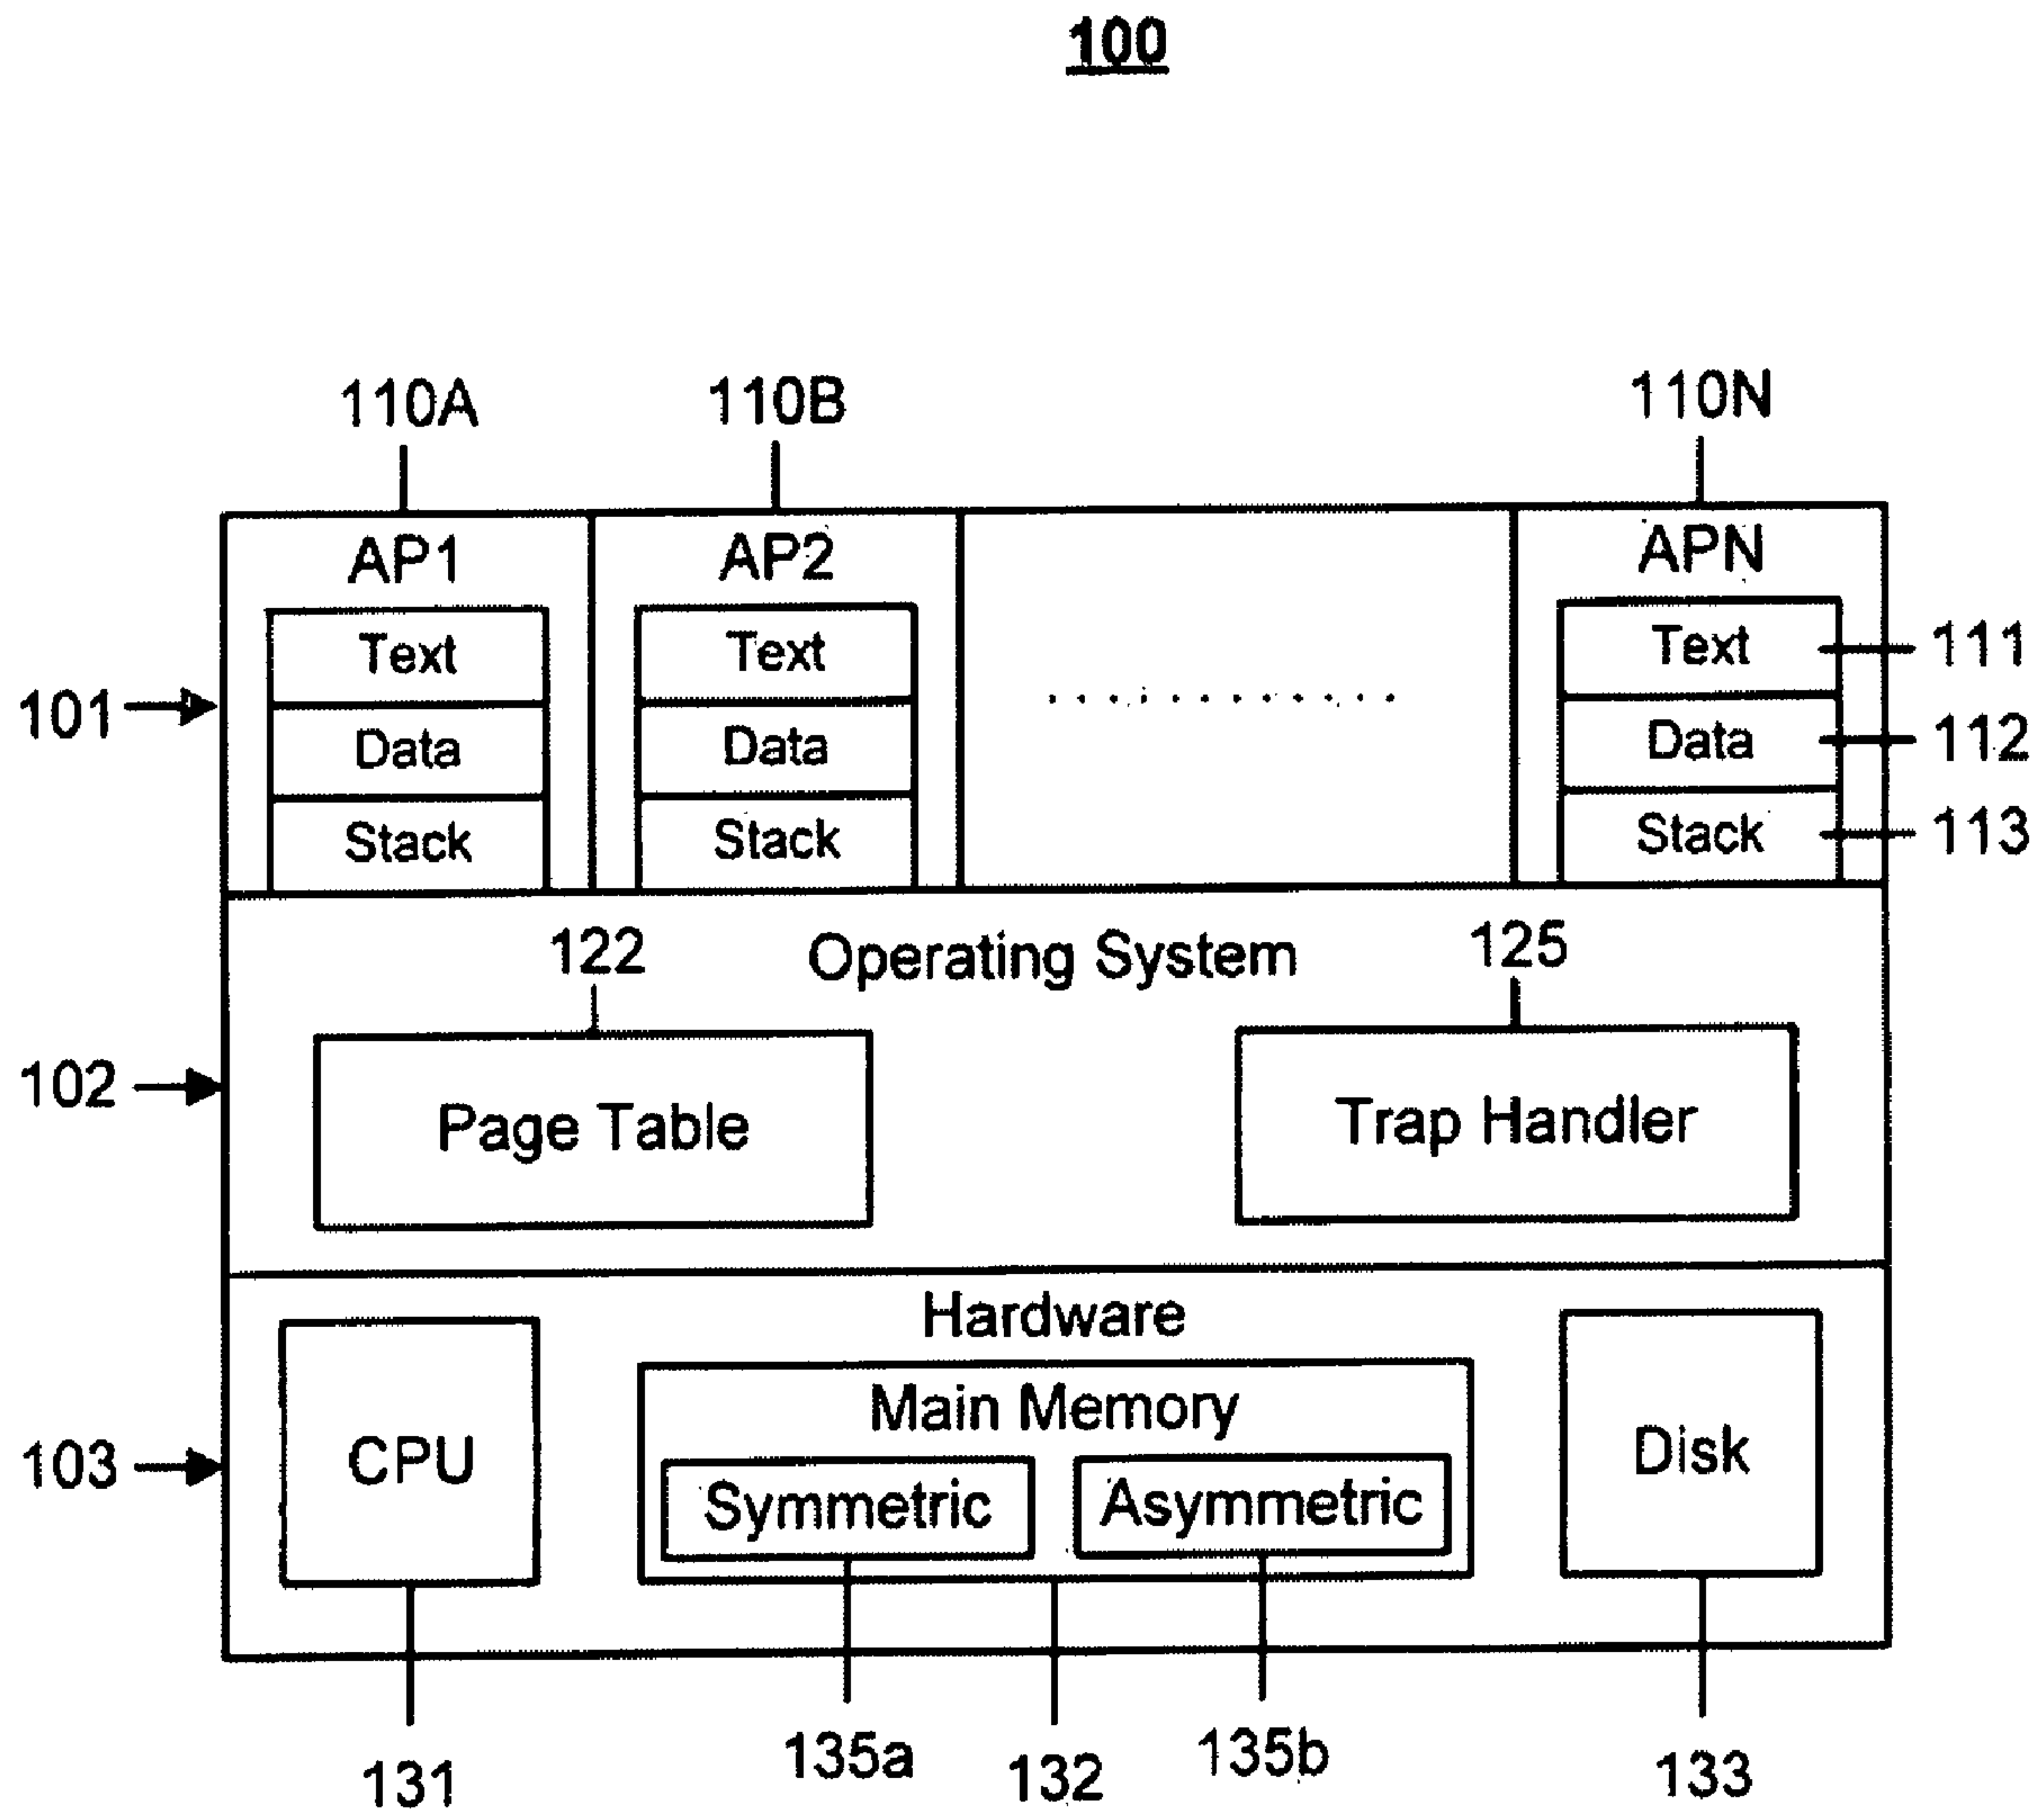 100
110A 110B 110N
AP1 AP2 APN
Text Text Text 111
101 Data Data ............ Data 112
Stack Stack Stack 113
122 Operating System 125
102 Page Table Trap Handler
Hardware
Main Memory
103 CPU Symmetric Asymmetric Disk
131 135a 132 135b 133